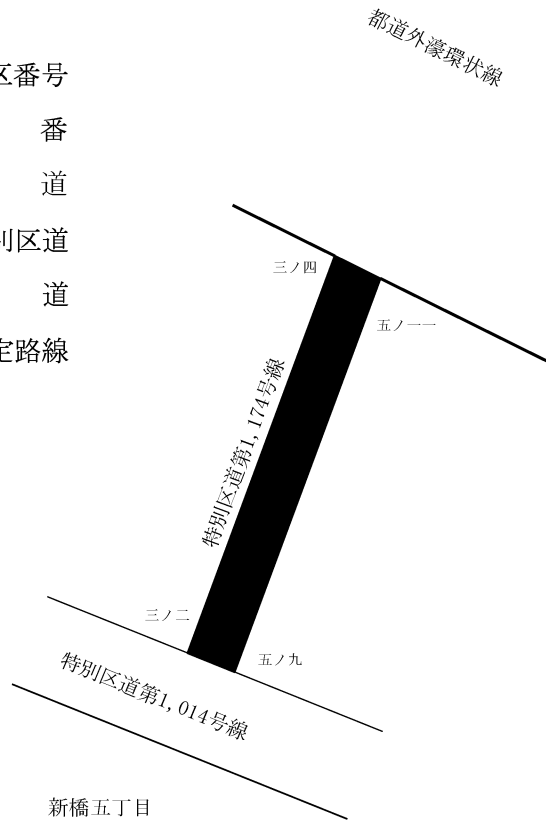 都道外濠環状線
区番号
番
道
別区道
道
定路線
三ノ四
五ノ一一
特別区道第1,174号線
三ノ二
五ノ九
特別区道第1,014号線
新橋五丁目